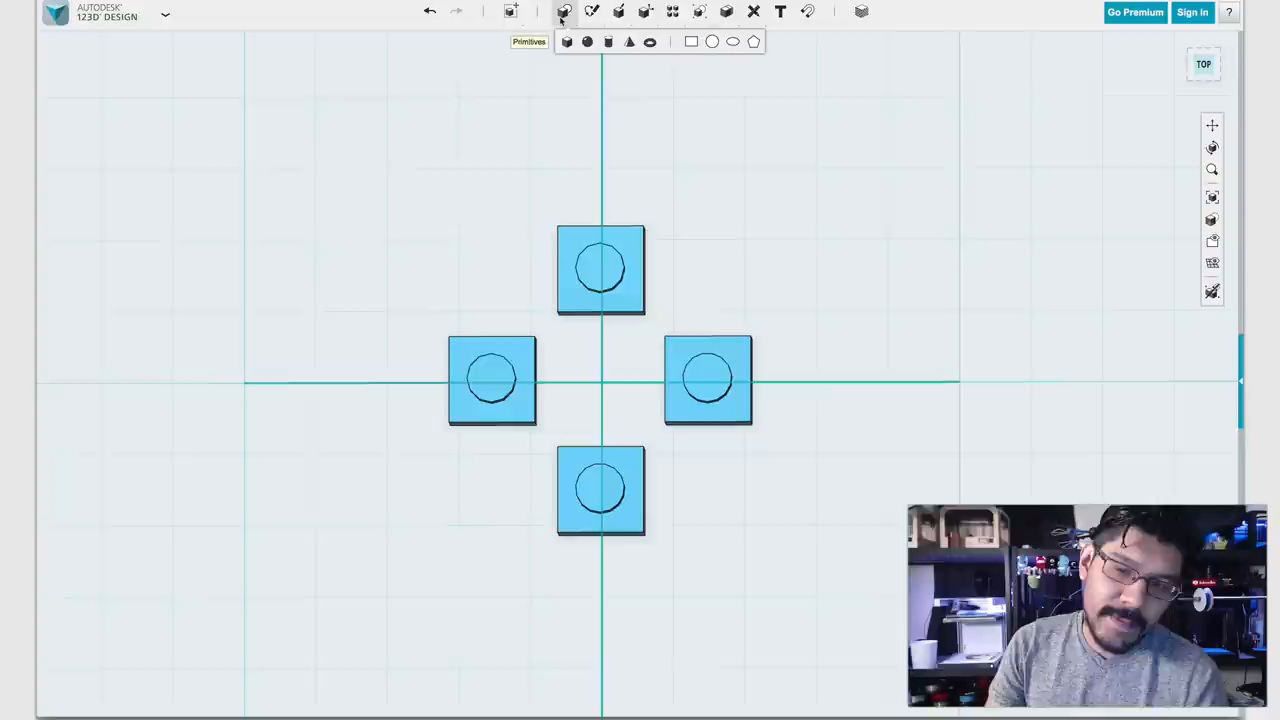 AUTODESK®
123D® DESIGN
Go Premium
Sign In
?
Primitives
TOP